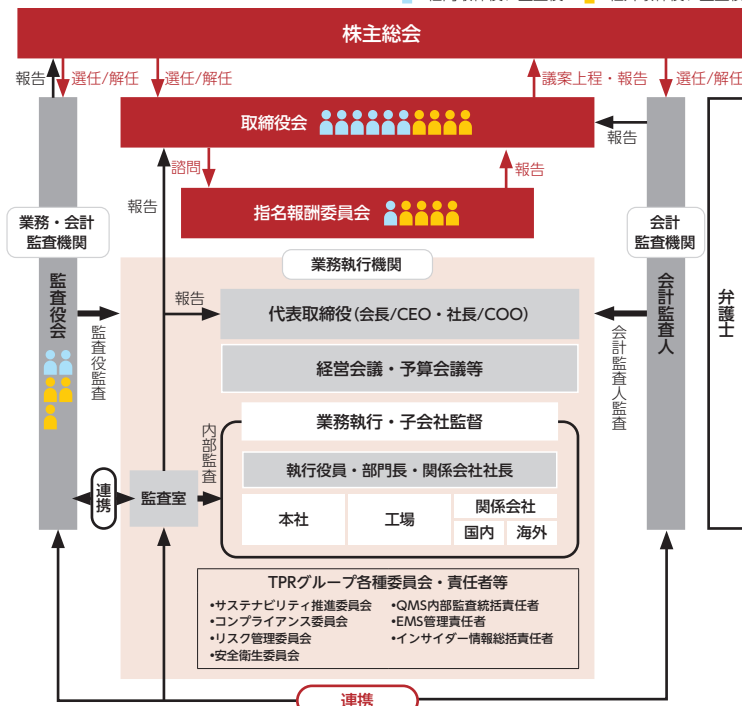 株主総会
報告
選任/解任
選任/解任
議案上程・報告
選任/解任
取締役会
報告
諮問
報告
報告
指名報酬委員会
業務・会計
監査機関
会計
監査機関
業務執行機関
監査役会
監査役監査
報告
代表取締役(会長/CEO・社長/COO)
会計監査人監査
会計監査人
弁護士
経営会議・予算会議等
内部監査
業務執行・子会社監督
執行役員・部門長・関係会社社長
連携
監査室
本社
工場
関係会社
国内
海外
TPRグループ各種委員会・責任者等
•サステナビリティ推進委員会
•コンプライアンス委員会
•リスク管理委員会
•安全衛生委員会
•QMS内部監査統括責任者
•EMS管理責任者
•インサイダー情報総括責任者
連携